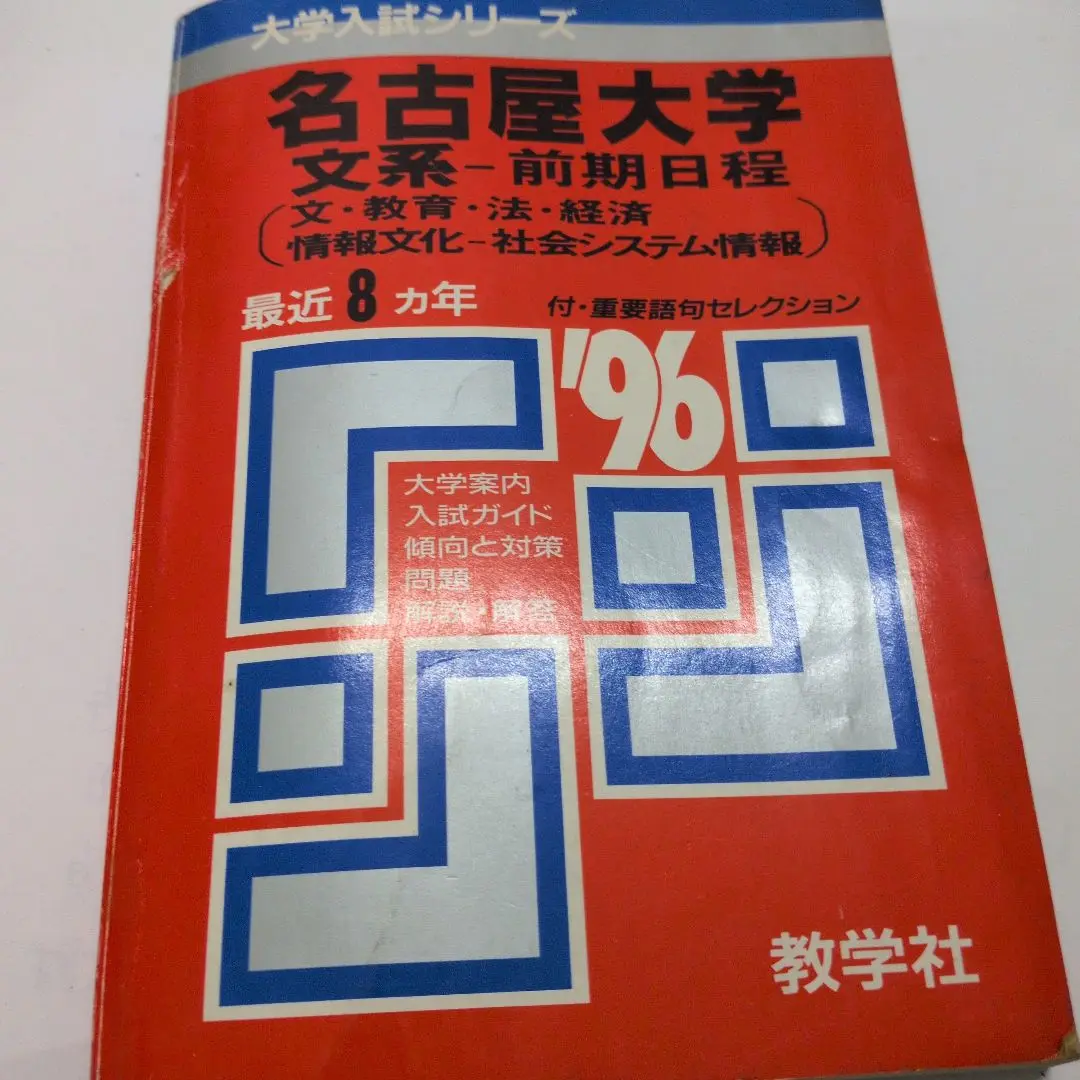 大学入試シリーズ
名古屋大学
文系-前期日程
文・教育・法・経済
情報文化-社会システム情報
最近8ヵ年
付・重要語句セレクション
'96
大学案内
入試ガイド
傾向と対策
問題
解説・解答
教学社